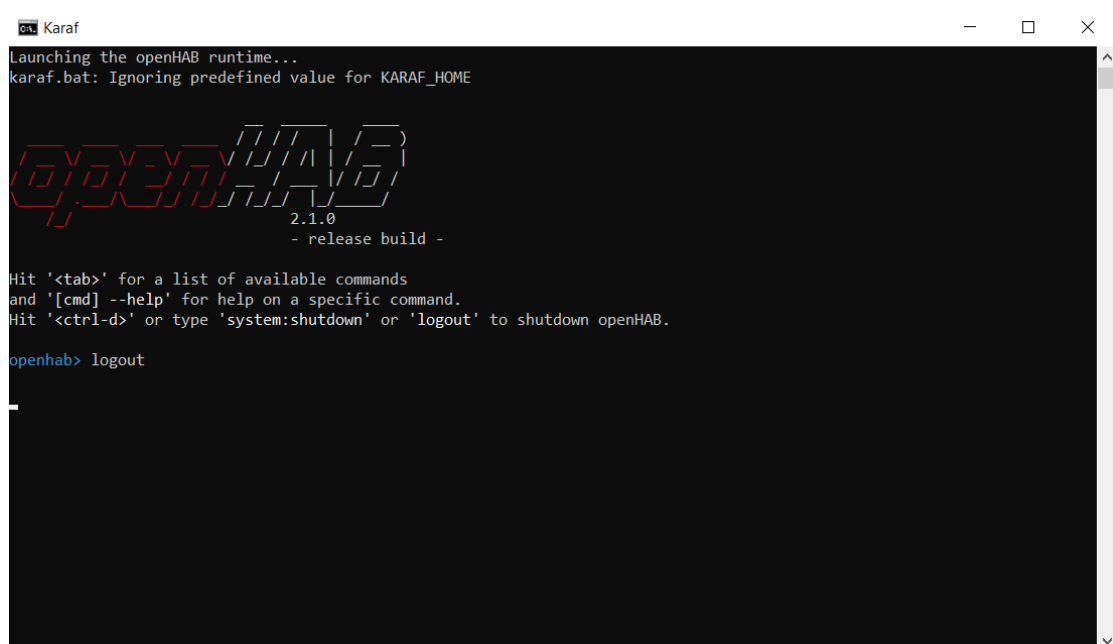 Karaf
Launching the openHAB runtime...
karaf.bat: Ignoring predefined value for KARAF_HOME
openHAB
2.1.0
- release build -
Hit '<tab>' for a list of available commands
and '[cmd] --help' for help on a specific command.
Hit '<ctrl-d>' or type 'system:shutdown' or 'logout' to shutdown openHAB.
openhab> logout